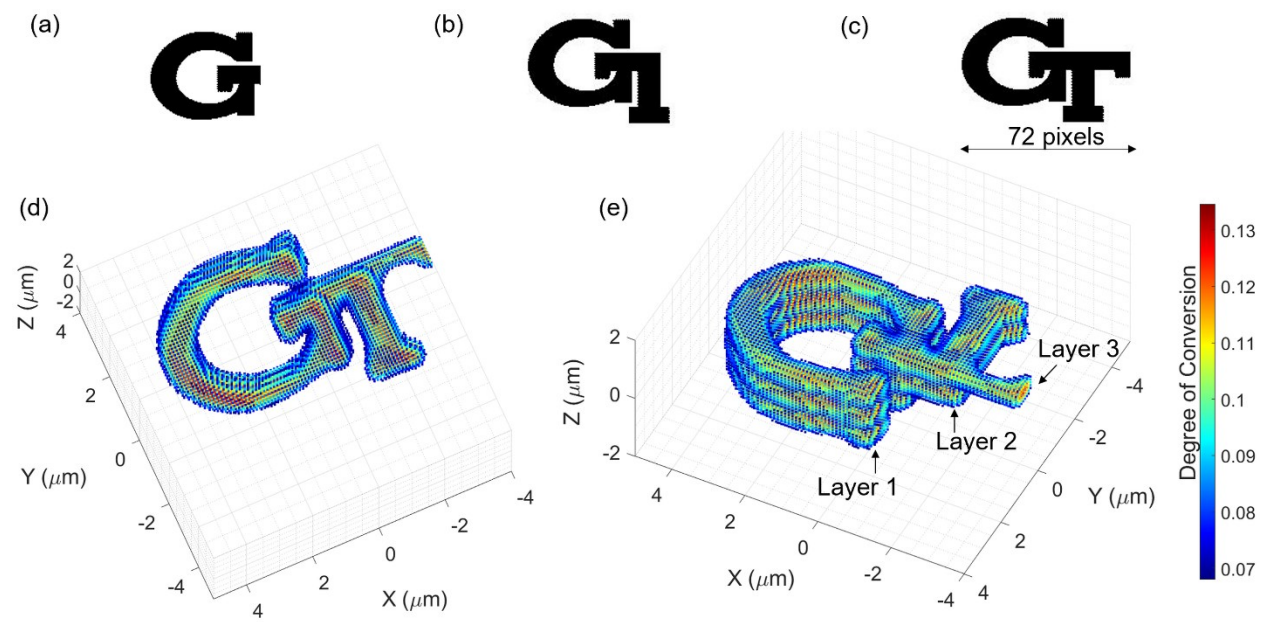 (a)
(b)
(c)
G
GT
GT
72 pixels
(d)
(e)
Z (μm)
2
0
-2
4
2
0
-2
-4
Y (μm)
4
2
0
-2
-4
X (μm)
Z (μm)
2
0
-2
4
2
0
-2
-4
X (μm)
4
2
0
-2
-4
Y (μm)
Layer 1
Layer 2
Layer 3
Degree of Conversion
0.13
0.12
0.11
0.1
0.09
0.08
0.07